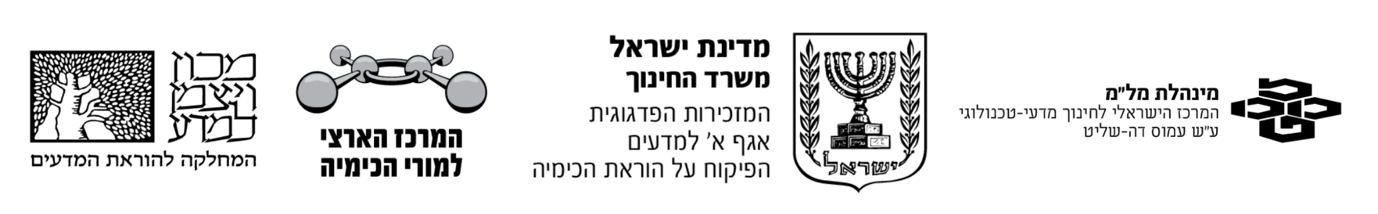 מינהלת מל"מ
המרכז הישראלי לחינוך מדעי-טכנולוגי
ע"ש עמוס דה-שליט
ישראל
מדינת ישראל
משרד החינוך
המזכירות הפדגוגית
אגף א' למדעים
הפיקוח על הוראת הכימיה
המרכז הארצי
למורי הכימיה
מכון
ויצמן
למדע
המחלקה להוראת המדעים